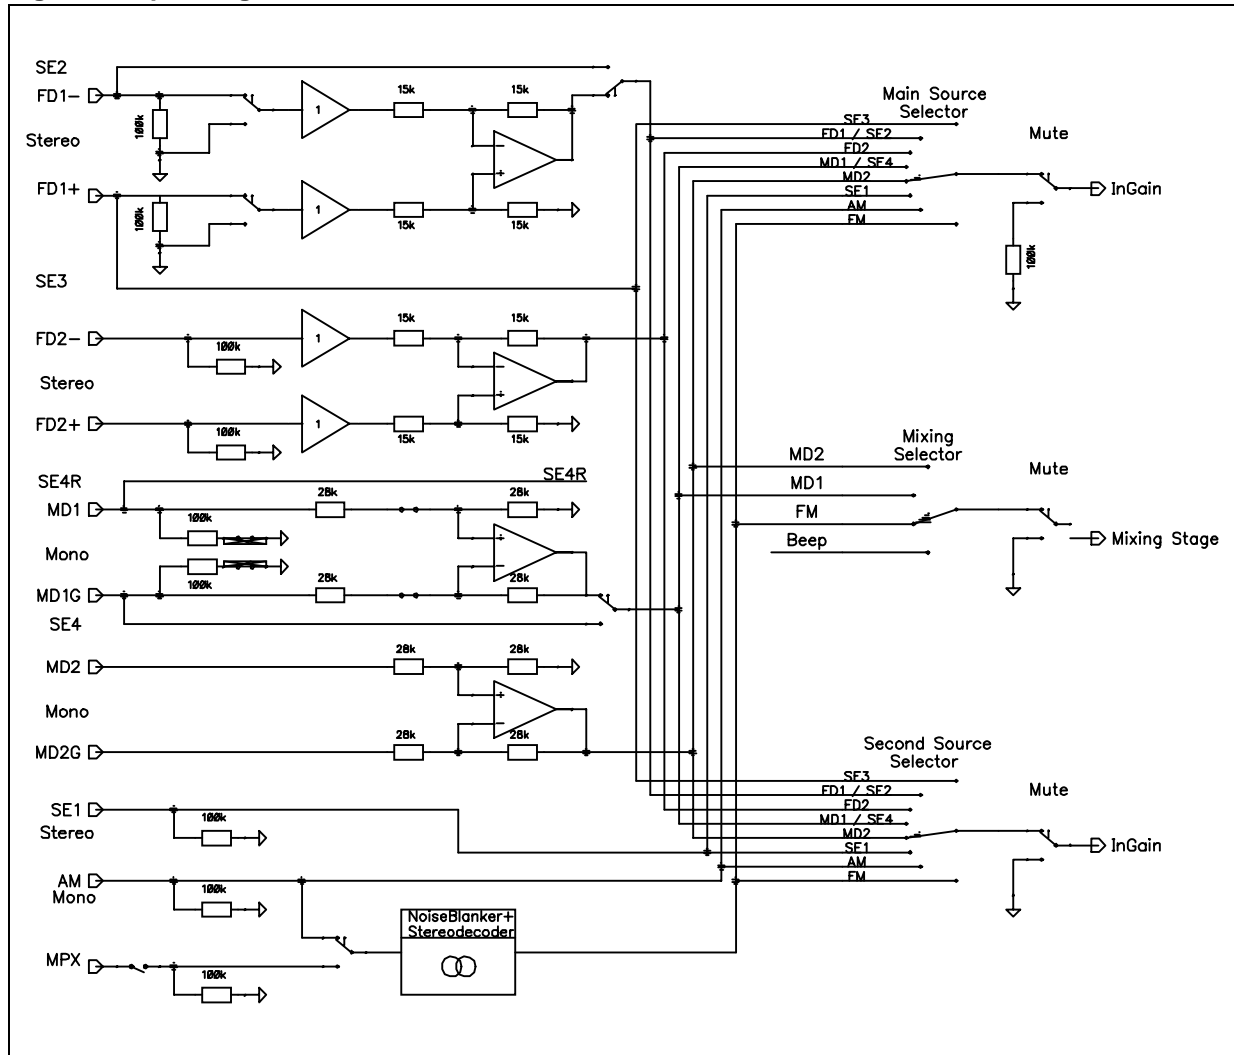 SE2
FD1-
Stereo
100k
1
15k
15k
FD1+
100k
1
15k
15k
SE3
FD2-
100k
1
15k
15k
Stereo
FD2+
100k
1
15k
15k
SE4R
SE4R
MD1
28k
28k
100k
Mono
100k
MD1G
28k
28k
SE4
MD2
28k
28k
Mono
MD2G
28k
28k
SE1
Stereo
100k
AM
Mono
100k
NoiseBlanker+
Stereodecoder
MPX
100k
Main Source
Selector
SE3
FD1 / SE2
FD2
MD1 / SE4
MD2
SE1
AM
FM
Mute
InGain
100k
Mixing
Selector
MD2
MD1
FM
Beep
Mute
Mixing Stage
Second Source
Selector
SE3
FD1 / SE2
FD2
MD1 / SE4
MD2
SE1
AM
FM
Mute
InGain